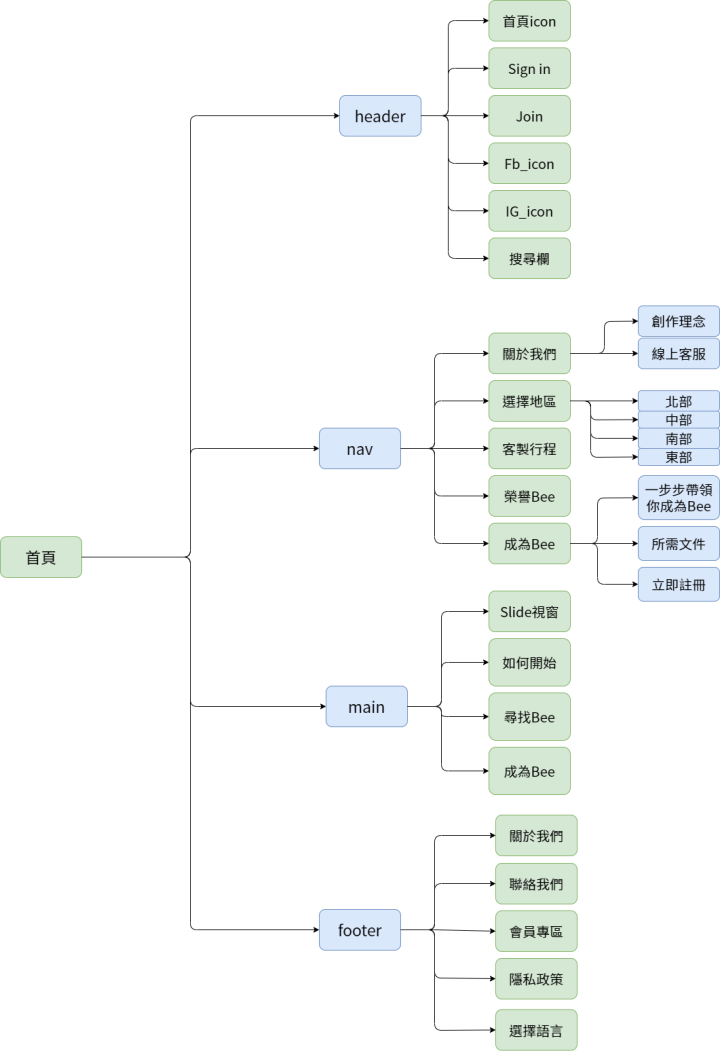 首頁
header
首頁icon
Sign in
Join
Fb_icon
IG_icon
搜尋欄
nav
關於我們
創作理念
線上客服
選擇地區
北部
中部
南部
東部
客製行程
榮譽Bee
成為Bee
一步步帶領
你成為Bee
所需文件
立即註冊
main
Slide視窗
如何開始
尋找Bee
成為Bee
footer
關於我們
聯絡我們
會員專區
隱私政策
選擇語言